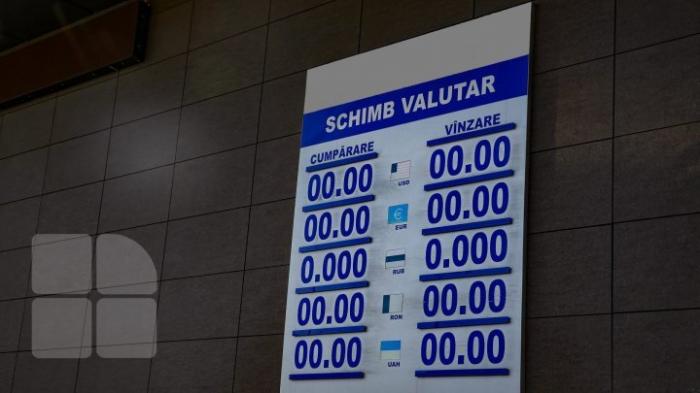 SCHIMB VALUTAR
CUMPĂRARE VÎNZARE
00.00 USD 00.00
00.00 EUR 00.00
0.000 RUB 0.000
00.00 RON 00.00
00.00 UAH 00.00